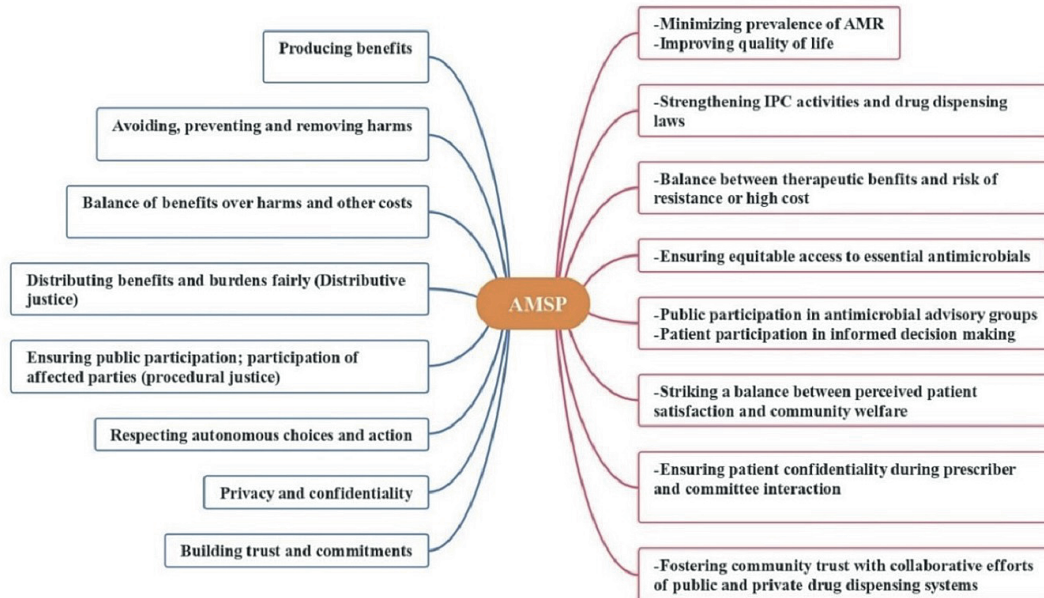 Producing benefits
Avoiding, preventing and removing harms
Balance of benefits over harms and other costs
Distributing benefits and burdens fairly (Distributive
justice)
Ensuring public participation; participation of
affected parties (procedural justice)
Respecting autonomous choices and action
Privacy and confidentiality
Building trust and commitments
AMSP
-Minimizing prevalence of AMR
-Improving quality of life
-Strengthening IPC activities and drug dispensing
laws
-Balance between therapeutic benfits and risk of
resistance or high cost
-Ensuring equitable access to essential antimicrobials
-Public participation in antimicrobial advisory groups
-Patient participation in informed decision making
-Striking a balance between perceived patient
satisfaction and community welfare
-Ensuring patient confidentiality during prescriber
and committee interaction
-Fostering community trust with collaborative efforts
of public and private drug dispensing systems